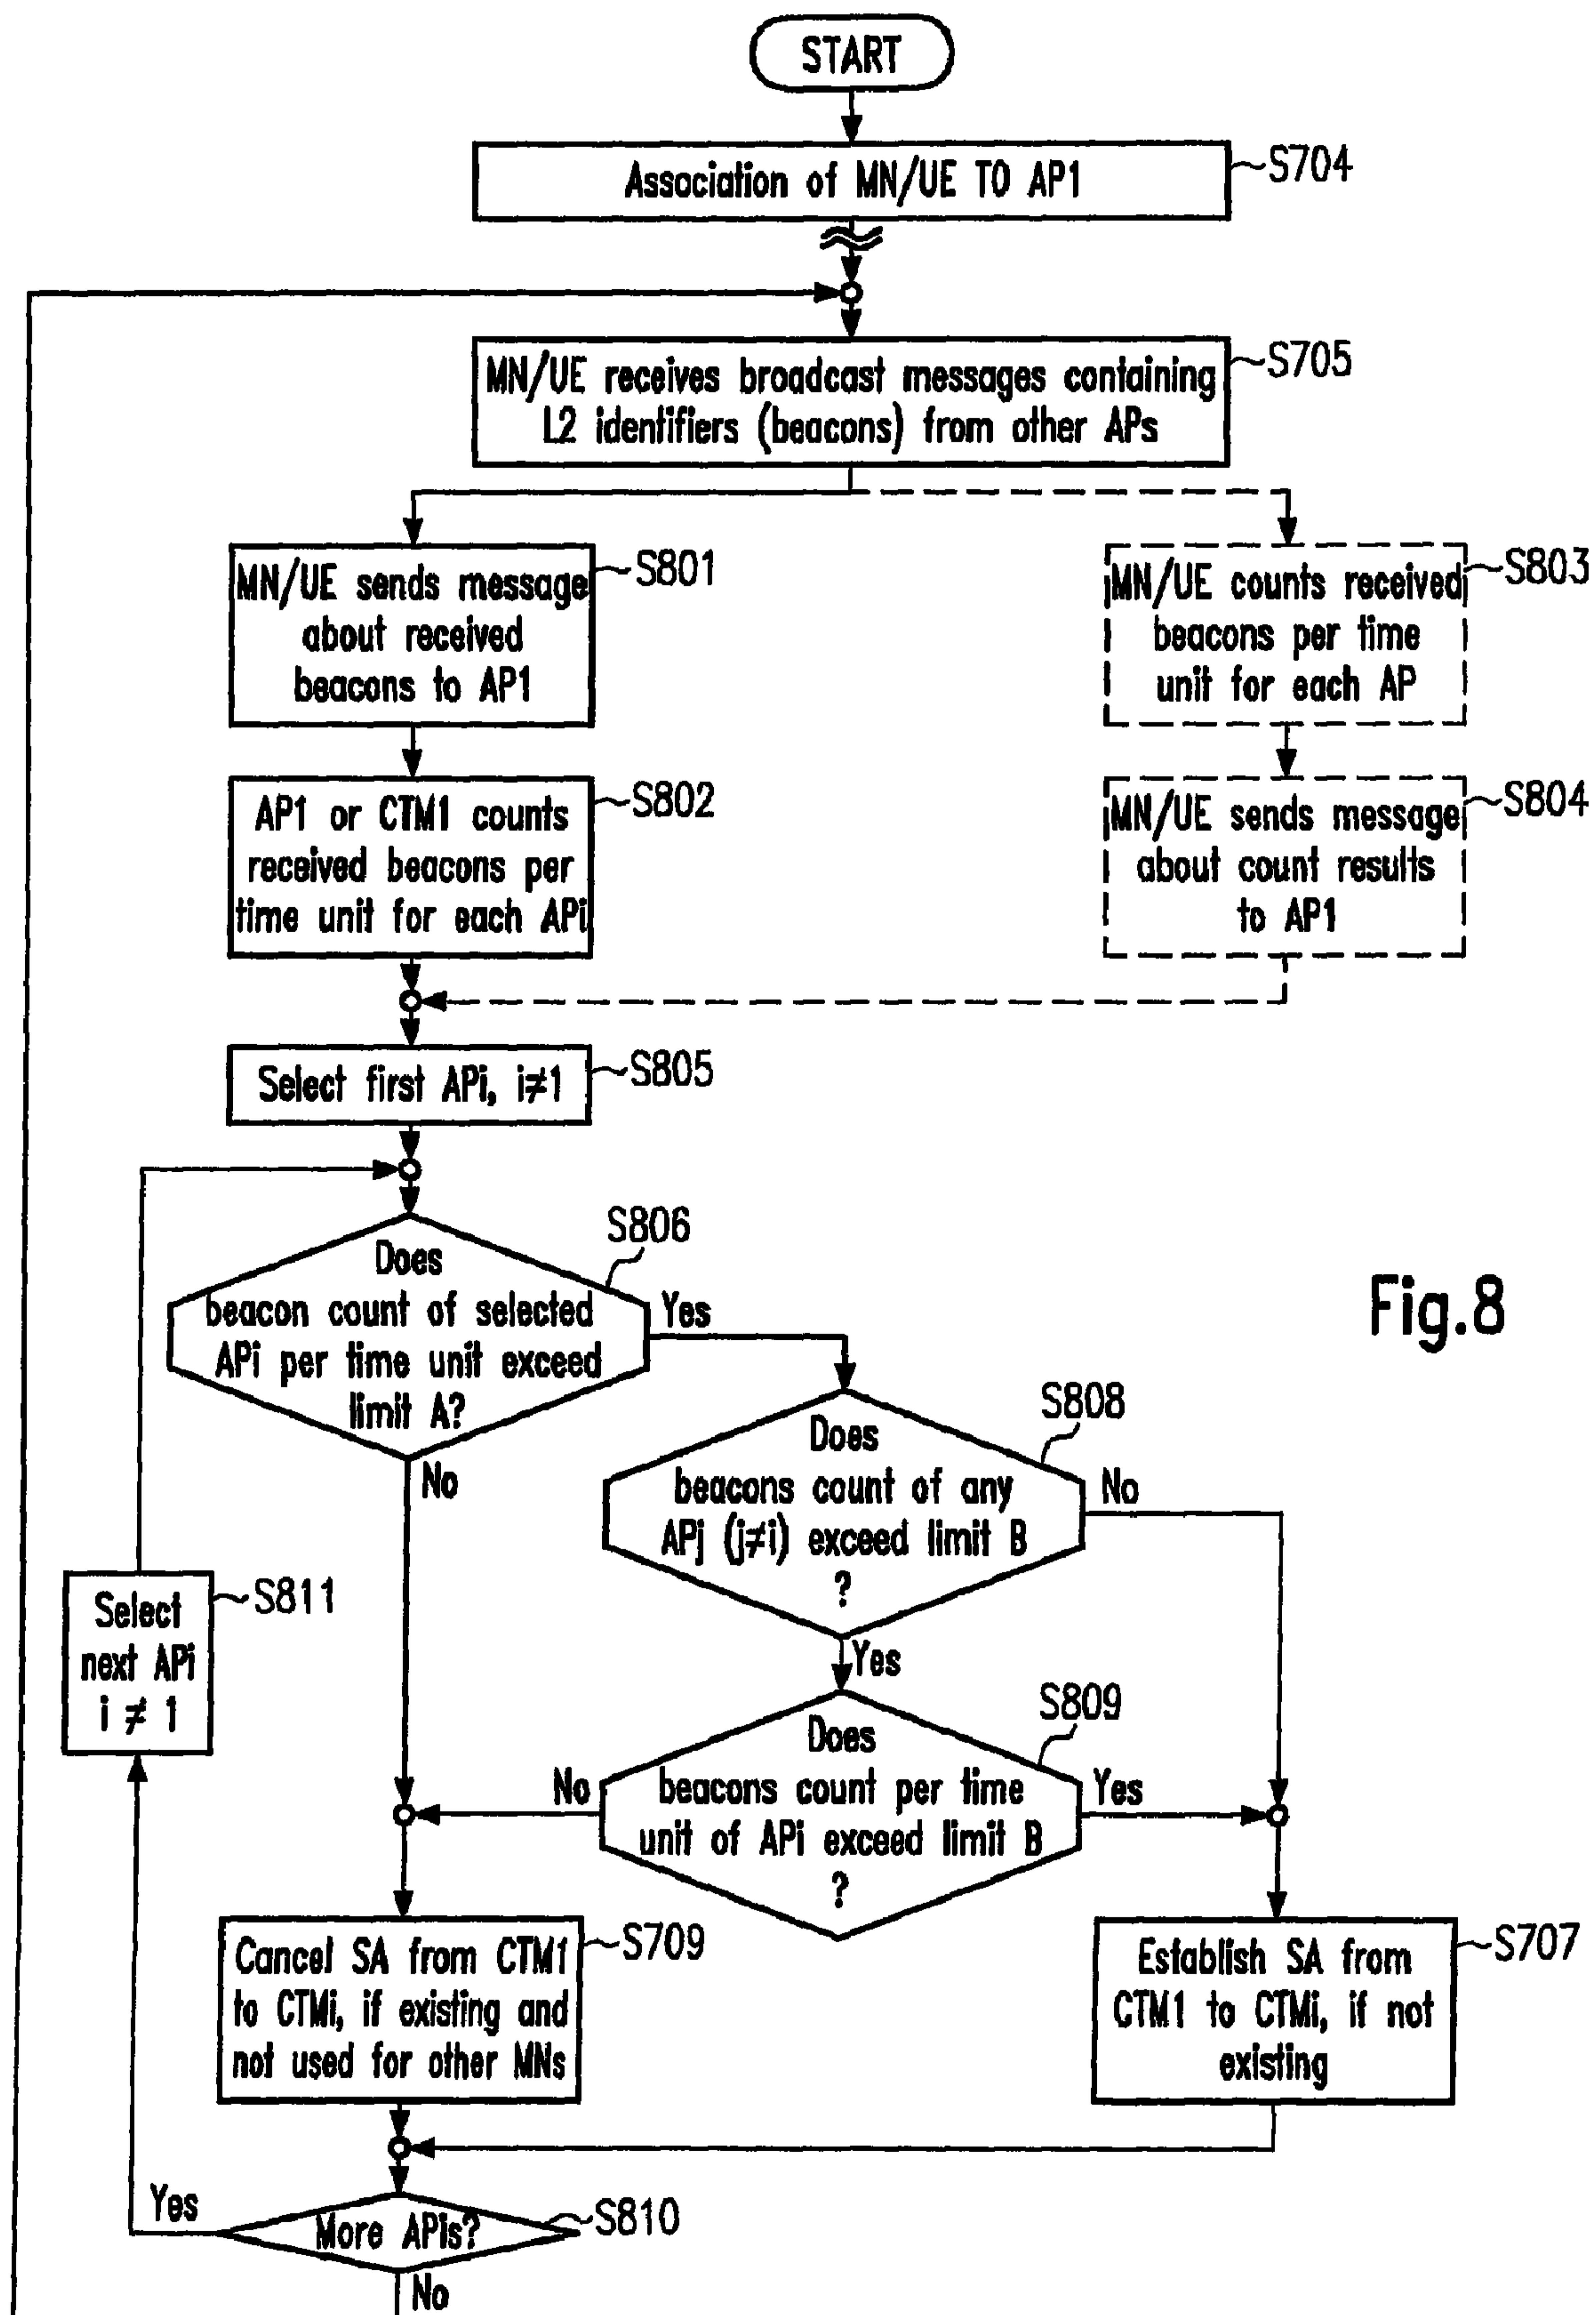 START
Association of MN/UE TO AP1
S704
MN/UE receives broadcast messages containing
L2 identifiers (beacons) from other APs
S705
MN/UE sends message
about received
beacons to AP1
S801
MN/UE counts received
beacons per time
unit for each AP
S803
AP1 or CTM1 counts
received beacons per
time unit for each APi
S802
MN/UE sends message
about count results
to AP1
S804
Select first APi, i≠1
S805
Does
beacon count of selected
APi per time unit exceed
limit A?
S806
Yes
No
Fig.8
Does
beacons count of any
APj (j≠i) exceed limit B
?
S808
No
Yes
Select
next APi
i ≠ 1
S811
Does
beacons count per time
unit of APi exceed limit B
?
S809
No
Yes
Cancel SA from CTM1
to CTMi, if existing and
not used for other MNs
S709
Establish SA from
CTM1 to CTMi, if not
existing
S707
More APis?
S810
Yes
No